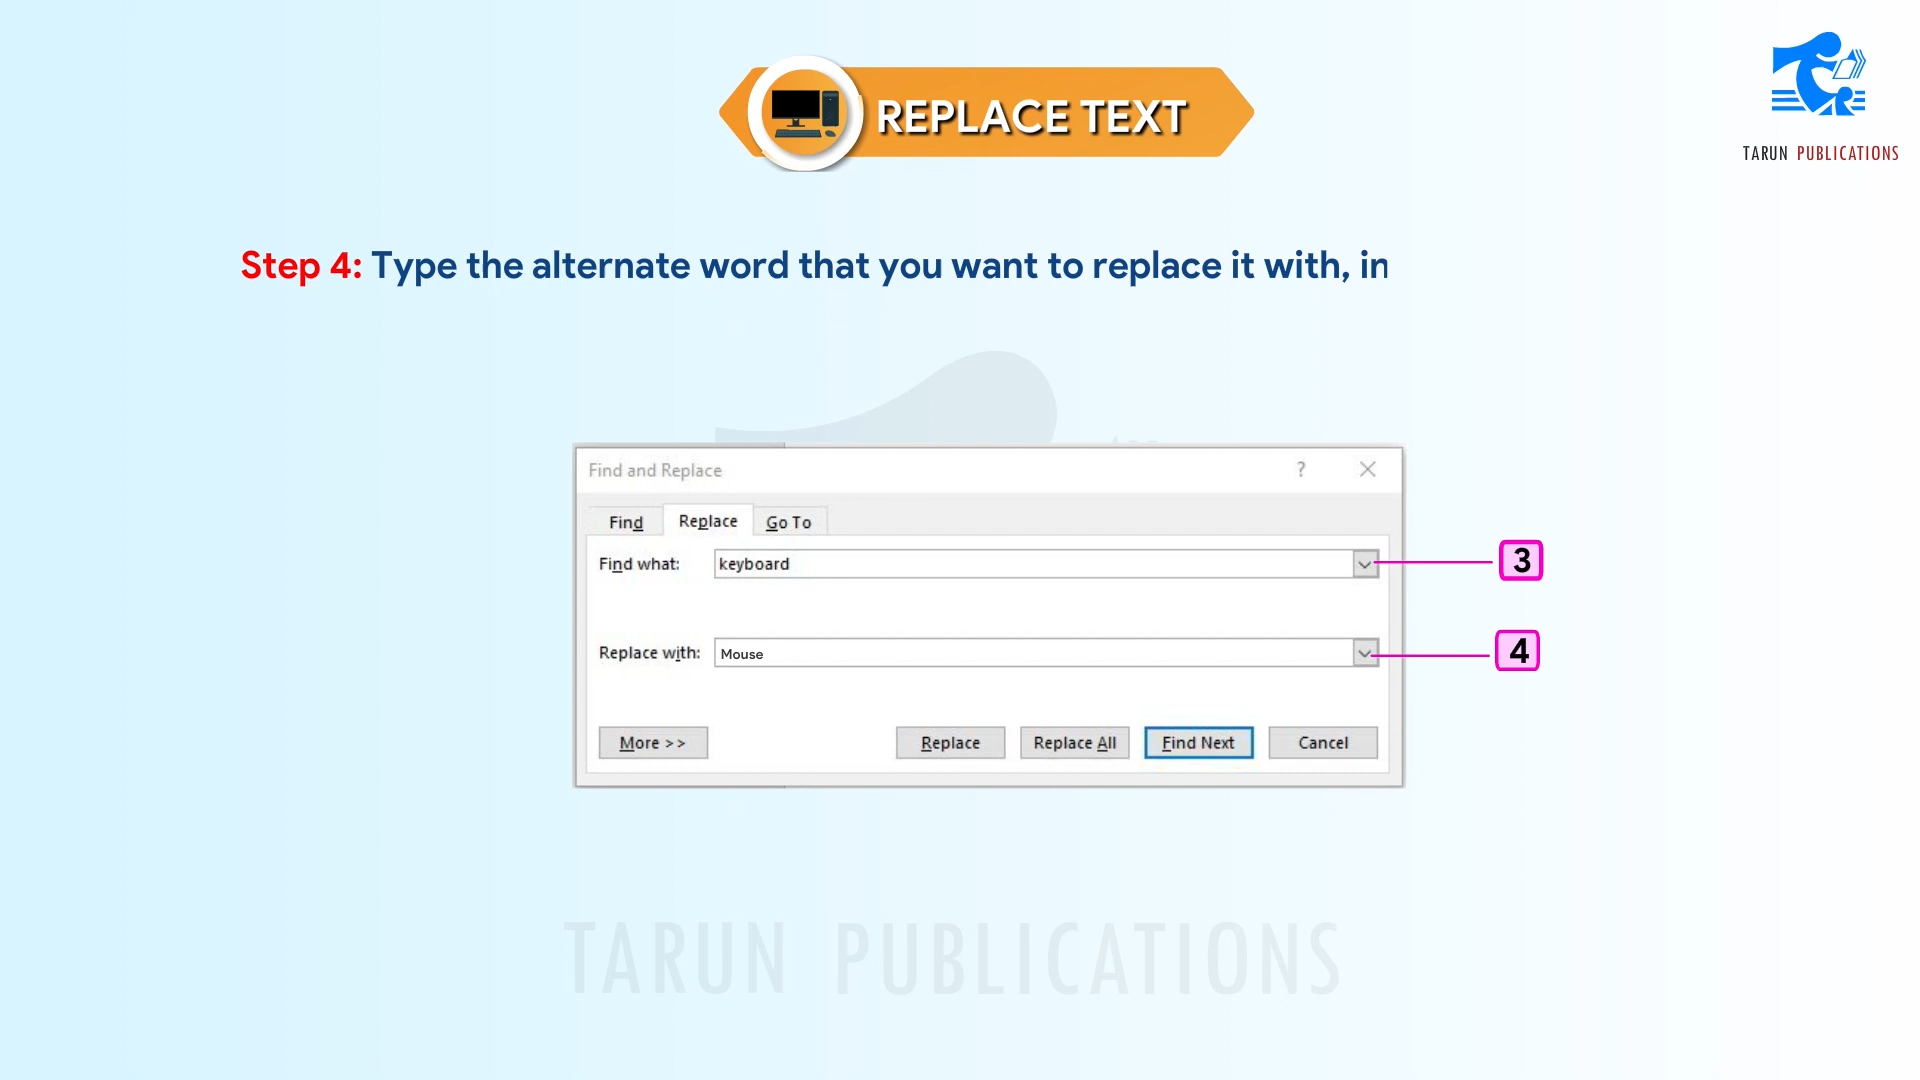 REPLACE TEXT
TARUN PUBLICATIONS
Step 4: Type the alternate word that you want to replace it with, in
Find and Replace
?
Find Replace Go To
Find what: keyboard
3
Replace with: Mouse
4
More >> Replace Replace All Find Next Cancel
TARUN PUBLICATIONS